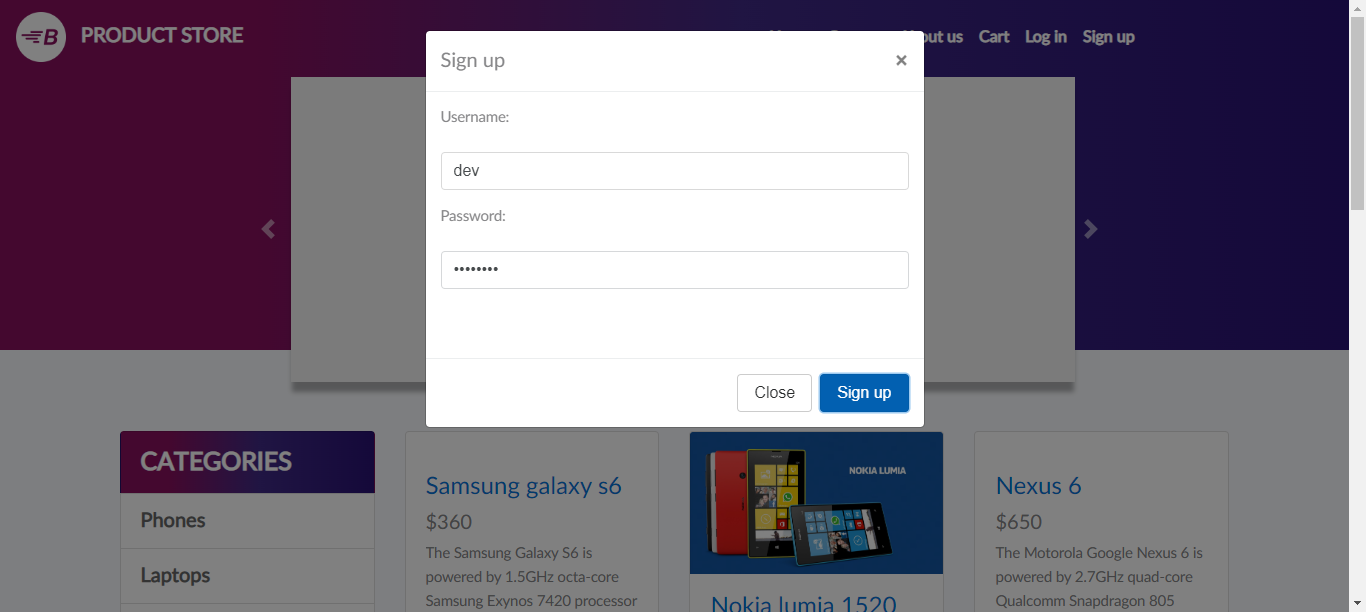 B PRODUCT STORE
out us Cart Log in Sign up
Sign up ×
Username:
dev
Password:
••••••••
Close Sign up
CATEGORIES
Phones
Laptops
Samsung galaxy s6
$360
The Samsung Galaxy S6 is
powered by 1.5GHz octa-core
Samsung Exynos 7420 processor
NOKIA LUMIA
Nokia lumia 1520
Nexus 6
$650
The Motorola Google Nexus 6 is
powered by 2.7GHz quad-core
Qualcomm Snapdragon 805